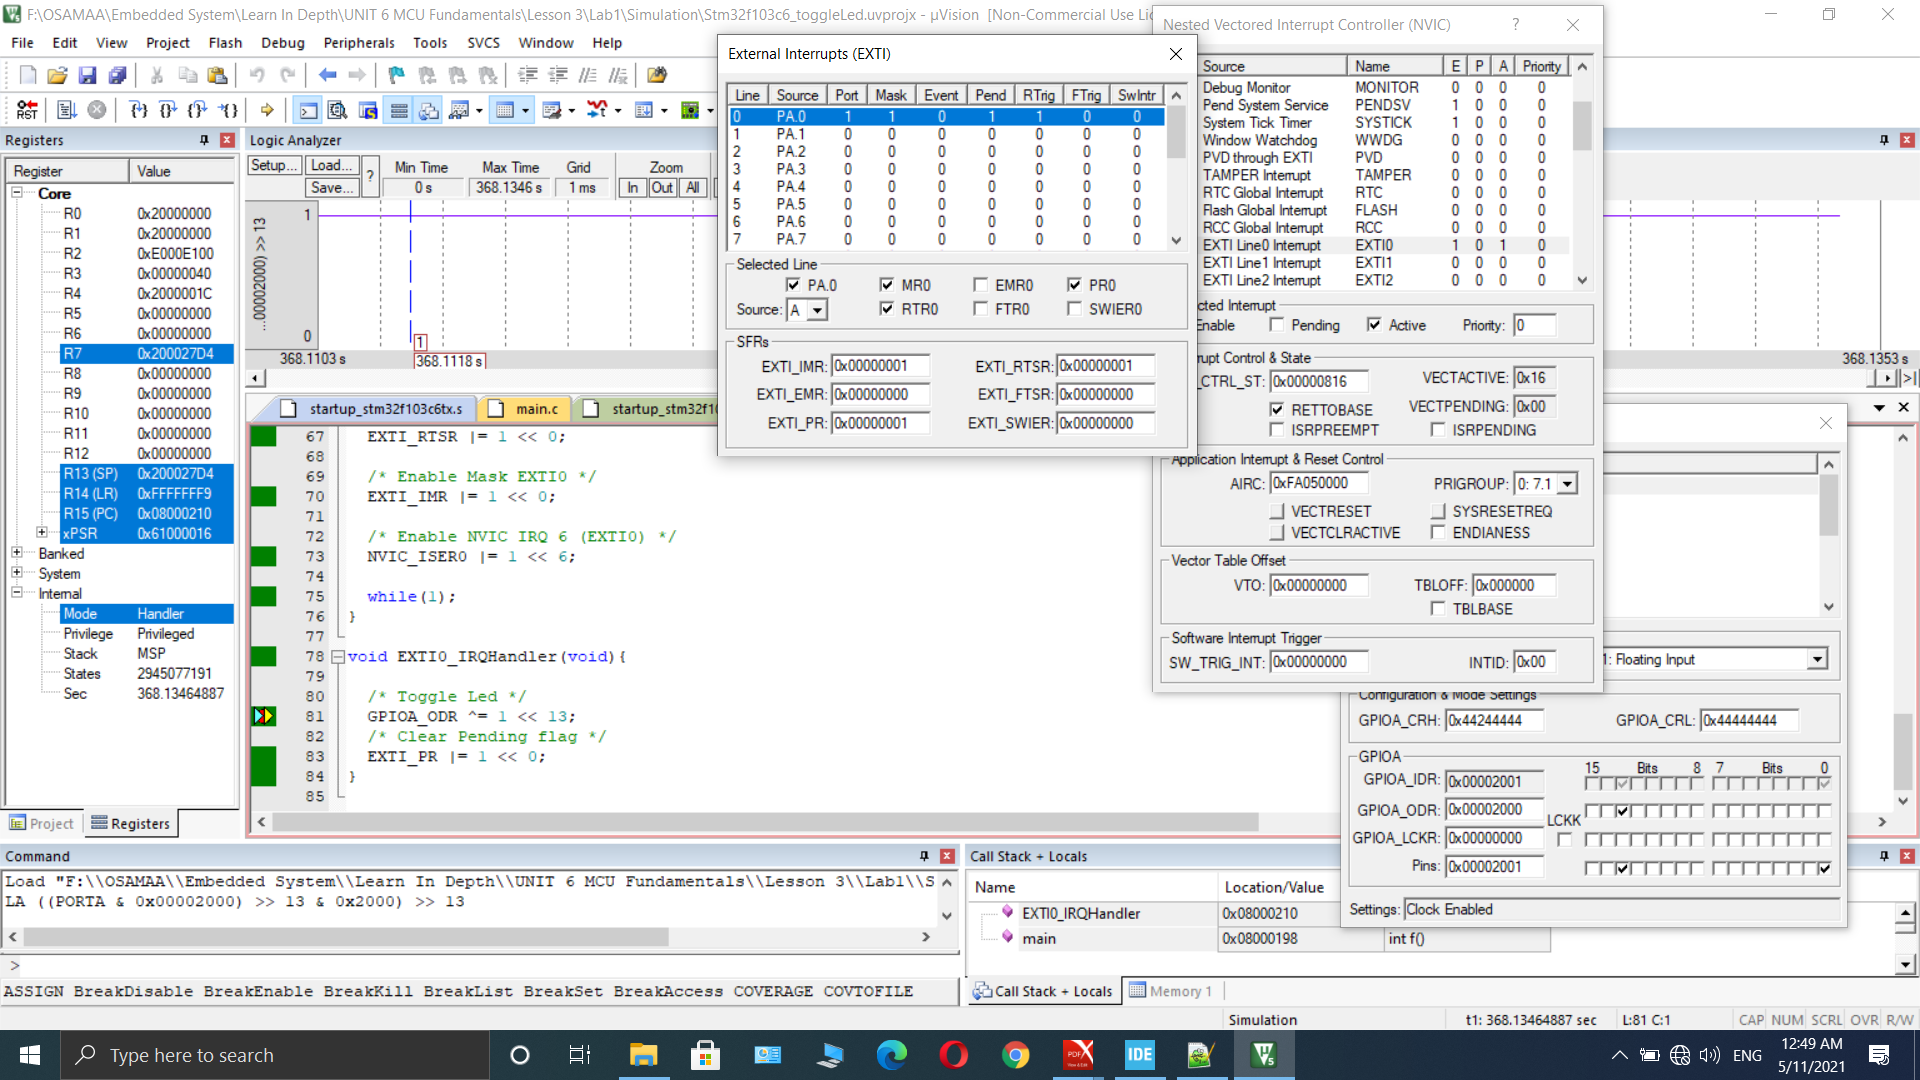 F:\OSAMAA\Embedded System\Learn In Depth\UNIT 6 MCU Fundamentals\Lesson 3\Lab1\Simulation\Stm32f103c6_toggleLed.uvprojx - µVision [Non-Commercial Use Lic
File Edit View Project Flash Debug Peripherals Tools SVCS Window Help
Registers
Register Value
Core
R0 0x20000000
R1 0x20000000
R2 0xE000E100
R3 0x00000040
R4 0x2000001C
R5 0x00000000
R6 0x00000000
R7 0x200027D4
R8 0x00000000
R9 0x00000000
R10 0x00000000
R11 0x00000000
R12 0x00000000
R13 (SP) 0x200027D4
R14 (LR) 0xFFFFFFF9
R15 (PC) 0x08000210
xPSR 0x61000016
Banked
System
Internal
Mode Handler
Privilege Privileged
Stack MSP
States 2945077191
Sec 368.13464887
Project Registers
Logic Analyzer
Setup... Load... Save... ?
Min Time Max Time Grid Zoom
0 s 368.1346 s 1 ms In Out All
...00002000) >> 13
1
0
1
368.1103 s 368.1118 s 368.1353 s
startup_stm32f103c6tx.s main.c startup_stm32f10
67 EXTI_RTSR |= 1 << 0;
68
69 /* Enable Mask EXTI0 */
70 EXTI_IMR |= 1 << 0;
71
72 /* Enable NVIC IRQ 6 (EXTI0) */
73 NVIC_ISER0 |= 1 << 6;
74
75 while(1);
76 }
77
78 void EXTI0_IRQHandler(void){
79
80 /* Toggle Led */
81 GPIOA_ODR ^= 1 << 13;
82 /* Clear Pending flag */
83 EXTI_PR |= 1 << 0;
84 }
85
External Interrupts (EXTI)
Line Source Port Mask Event Pend RTrig FTrig SwIntr
0 PA.0 1 1 0 1 1 0 0
1 PA.1 0 0 0 0 0 0 0
2 PA.2 0 0 0 0 0 0 0
3 PA.3 0 0 0 0 0 0 0
4 PA.4 0 0 0 0 0 0 0
5 PA.5 0 0 0 0 0 0 0
6 PA.6 0 0 0 0 0 0 0
7 PA.7 0 0 0 0 0 0 0
Selected Line
PA.0 MR0 EMR0 PR0
Source: A RTR0 FTR0 SWIER0
SFRs
EXTI_IMR: 0x00000001 EXTI_RTSR: 0x00000001
EXTI_EMR: 0x00000000 EXTI_FTSR: 0x00000000
EXTI_PR: 0x00000001 EXTI_SWIER: 0x00000000
Nested Vectored Interrupt Controller (NVIC) ?
Source Name E P A Priority
Debug Monitor MONITOR 0 0 0 0
Pend System Service PENDSV 1 0 0 0
System Tick Timer SYSTICK 1 0 0 0
Window Watchdog WWDG 0 0 0 0
PVD through EXTI PVD 0 0 0 0
TAMPER Interrupt TAMPER 0 0 0 0
RTC Global Interrupt RTC 0 0 0 0
Flash Global Interrupt FLASH 0 0 0 0
RCC Global Interrupt RCC 0 0 0 0
EXTI Line0 Interrupt EXTI0 1 0 1 0
EXTI Line1 Interrupt EXTI1 0 0 0 0
EXTI Line2 Interrupt EXTI2 0 0 0 0
cted Interrupt
Enable Pending Active Priority: 0
rupt Control & State
_CTRL_ST: 0x00000816 VECTACTIVE: 0x16
RETTOBASE VECTPENDING: 0x00
ISRPREEMPT ISRPENDING
Application Interrupt & Reset Control
AIRC: 0xFA050000 PRIGROUP: 0: 7.1
VECTRESET SYSRESETREQ
VECTCLRACTIVE ENDIANESS
Vector Table Offset
VTO: 0x00000000 TBLOFF: 0x000000
TBLBASE
Software Interrupt Trigger
SW_TRIG_INT: 0x00000000 INTID: 0x00
1: Floating Input
Configuration & Mode Settings
GPIOA_CRH: 0x44244444 GPIOA_CRL: 0x44444444
GPIOA
15 Bits 8 7 Bits 0
GPIOA_IDR: 0x00002001
GPIOA_ODR: 0x00002000
LCKK
GPIOA_LCKR: 0x00000000
Pins: 0x00002001
Settings: Clock Enabled
Command
Load "F:\\OSAMAA\\Embedded System\\Learn In Depth\\UNIT 6 MCU Fundamentals\\Lesson 3\\Lab1\\S
LA ((PORTA & 0x00002000) >> 13 & 0x2000) >> 13
>
ASSIGN BreakDisable BreakEnable BreakKill BreakList BreakSet BreakAccess COVERAGE COVTOFILE
Call Stack + Locals
Name Location/Value
EXTI0_IRQHandler 0x08000210
main 0x08000198 int f()
Call Stack + Locals Memory 1
Simulation t1: 368.13464887 sec L:81 C:1 CAP NUM SCRL OVR R/W
Type here to search
IDE
ENG
12:49 AM
5/11/2021